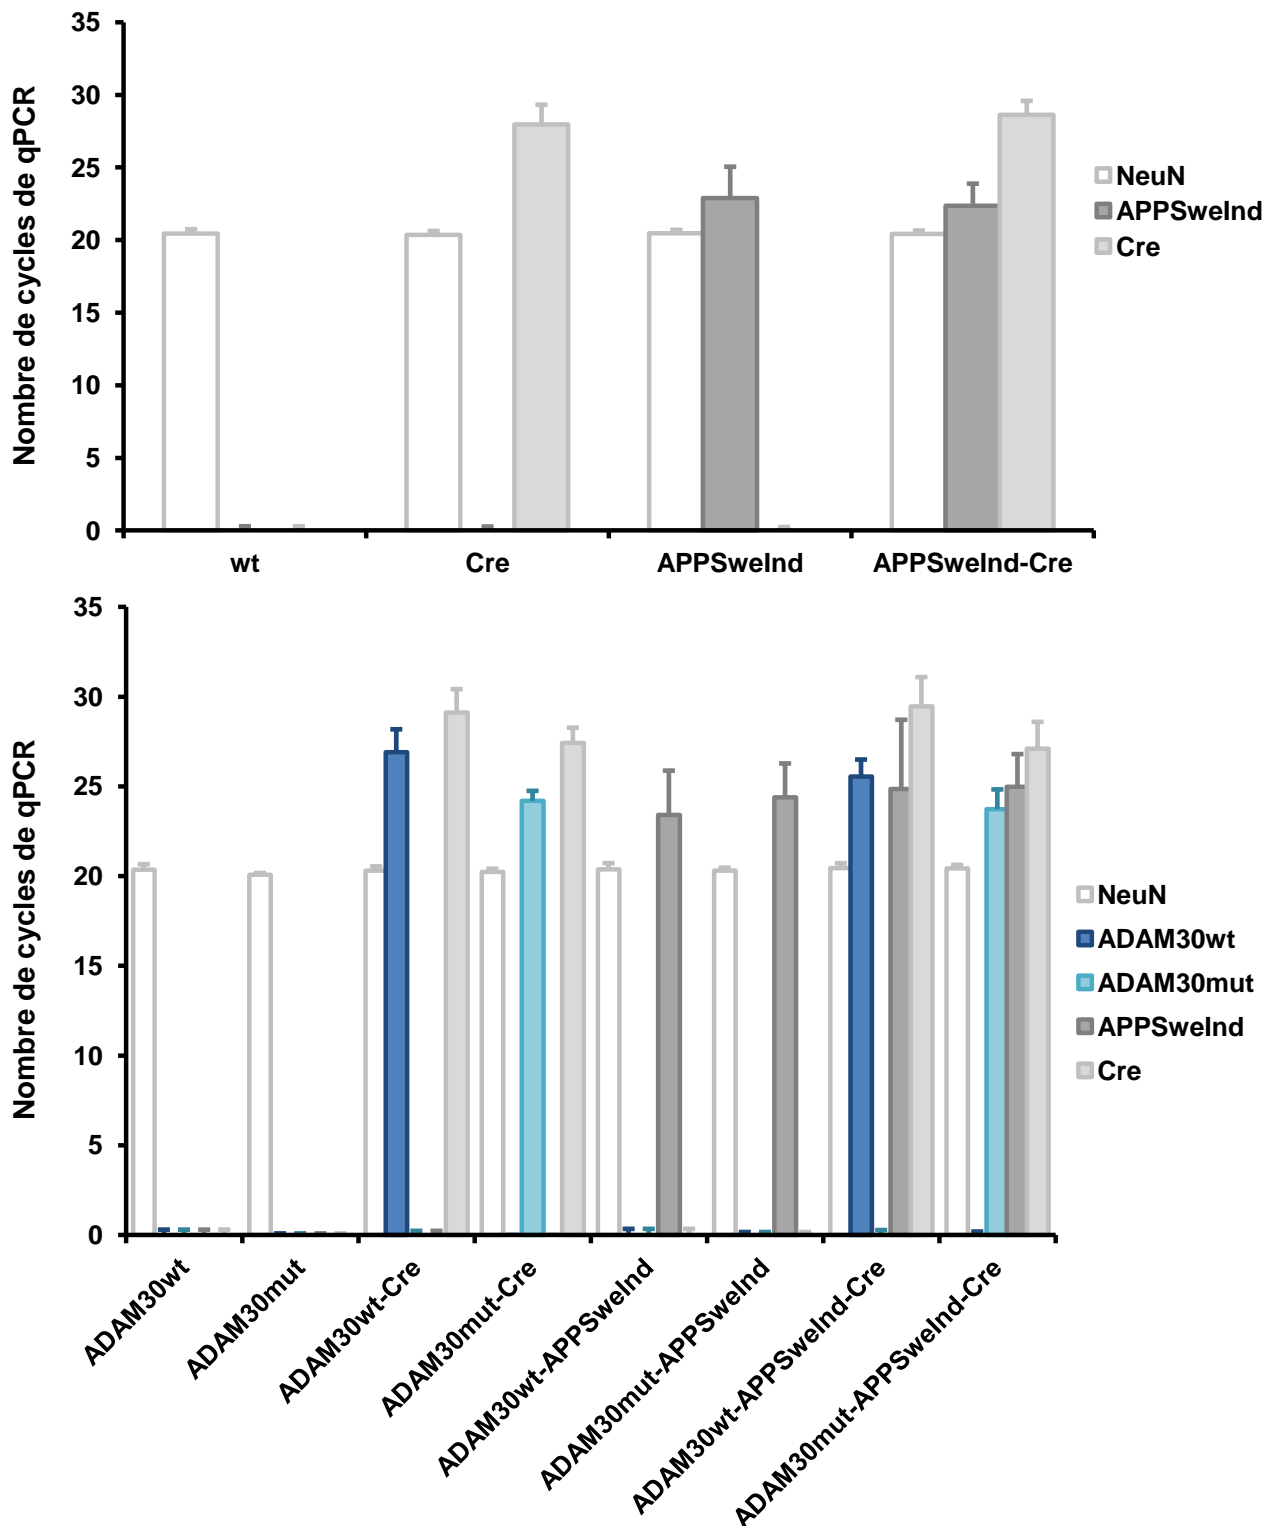 Nombre de cycles de qPCR
35
30
25
20
15
10
5
0
wt
Cre
APPSweInd
APPSweInd-Cre
NeuN
APPSweInd
Cre
Nombre de cycles de qPCR
35
30
25
20
15
10
5
0
ADAM30wt
ADAM30mut
ADAM30wt-Cre
ADAM30mut-Cre
ADAM30wt-APPSweInd
ADAM30mut-APPSweInd
ADAM30wt-APPSweInd-Cre
ADAM30mut-APPSweInd-Cre
NeuN
ADAM30wt
ADAM30mut
APPSweInd
Cre